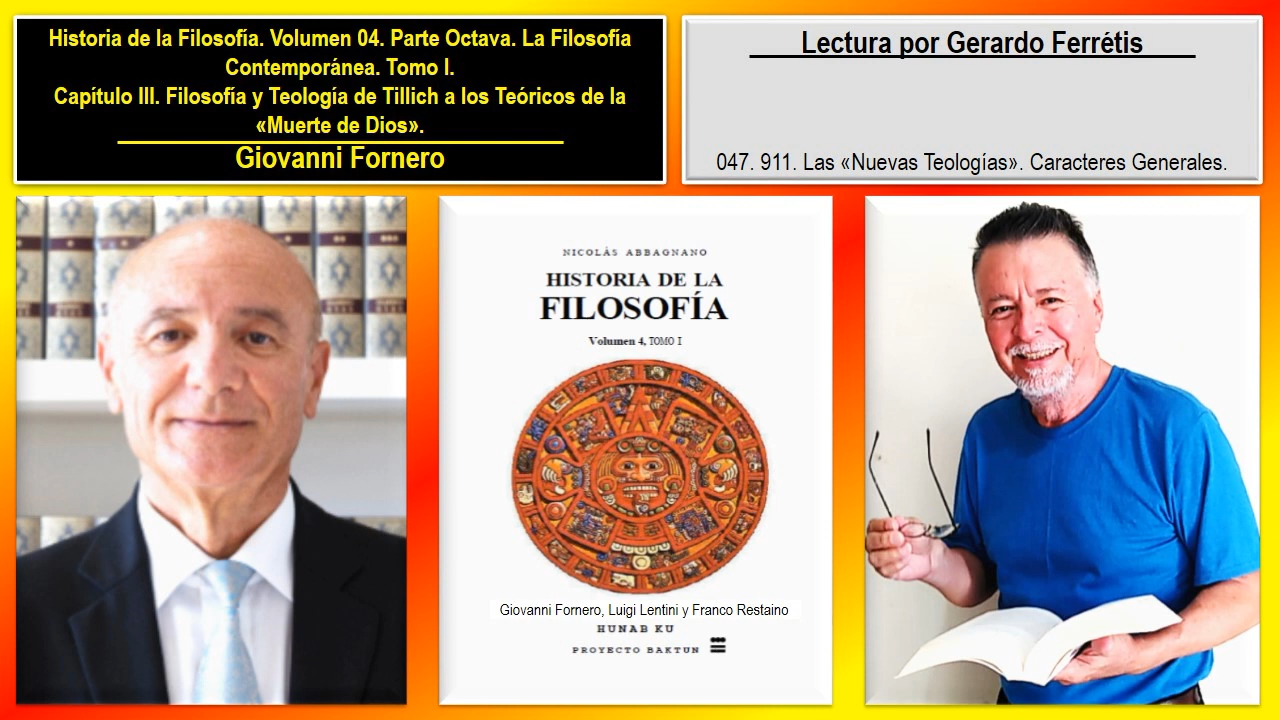 Historia de la Filosofía. Volumen 04. Parte Octava. La Filosofía
Contemporánea. Tomo I.
Capítulo III. Filosofía y Teología de Tillich a los Teóricos de la
«Muerte de Dios».
Giovanni Fornero
Lectura por Gerardo Ferrétis
047. 911. Las «Nuevas Teologías». Caracteres Generales.
NICOLÁS ABBAGNANO
HISTORIA DE LA
FILOSOFÍA
Volumen 4, TOMO I
Giovanni Fornero, Luigi Lentini y Franco Restaino
HUNAB KU
PROYECTO BAKTUN